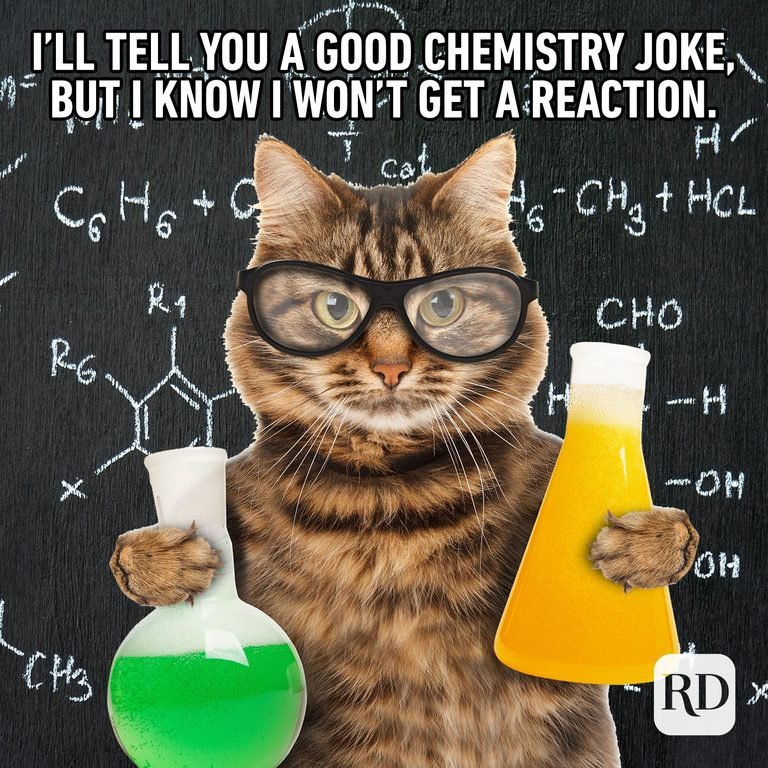 I'LL TELL YOU A GOOD CHEMISTRY JOKE,
BUT I KNOW I WON'T GET A REACTION.
H
cat
C6H6 + C
H6-CH3 + HCL
R1
CHO
R6
H
-H
X
-OH
OH
CH3
RD